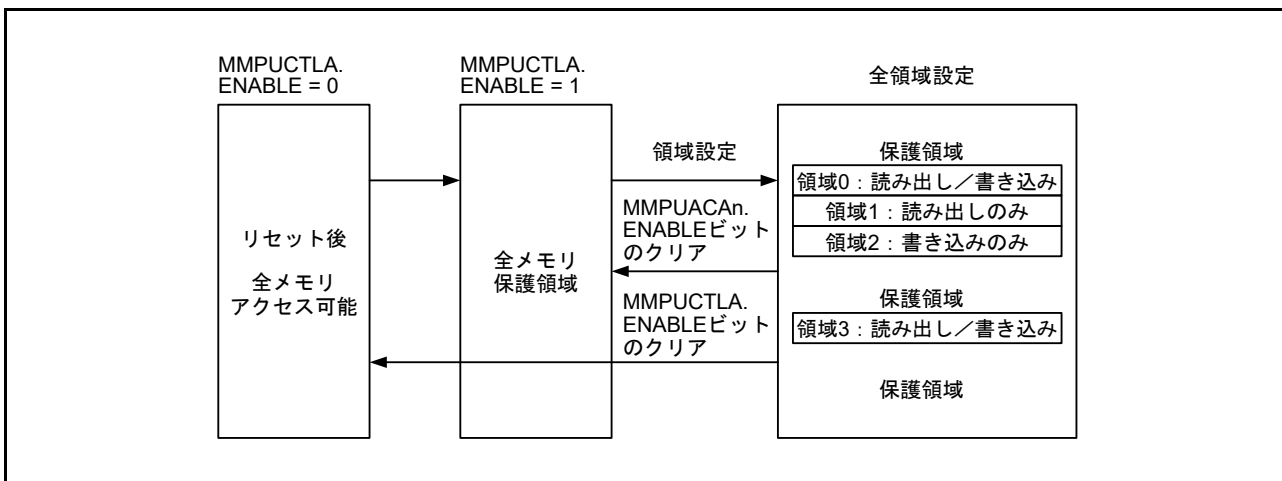 MMPUCTLA.
ENABLE = 0
リセット後
全メモリ
アクセス可能
MMPUCTLA.
ENABLE = 1
全メモリ
保護領域
領域設定
MMPUACAn.
ENABLEビット
のクリア
MMPUCTLA.
ENABLEビット
のクリア
全領域設定
保護領域
領域0：読み出し／書き込み
領域1：読み出しのみ
領域2：書き込みのみ
保護領域
領域3：読み出し／書き込み
保護領域